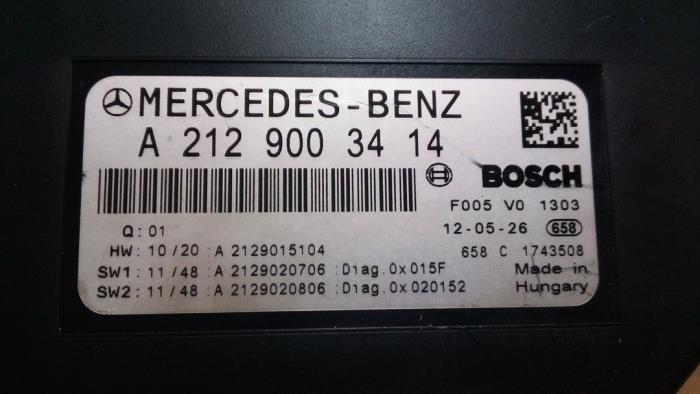 MERCEDES-BENZ
A 212 900 34 14
BOSCH
F005 V0 1303
Q: 01
12-05-26 658
HW: 10/20 :A 2129015104
658 C 1743508
SW1: 11/48 :A 2129020706 :Diag.0x015F
Made in
SW2: 11/48 :A 2129020806 :Diag.0x020152
Hungary